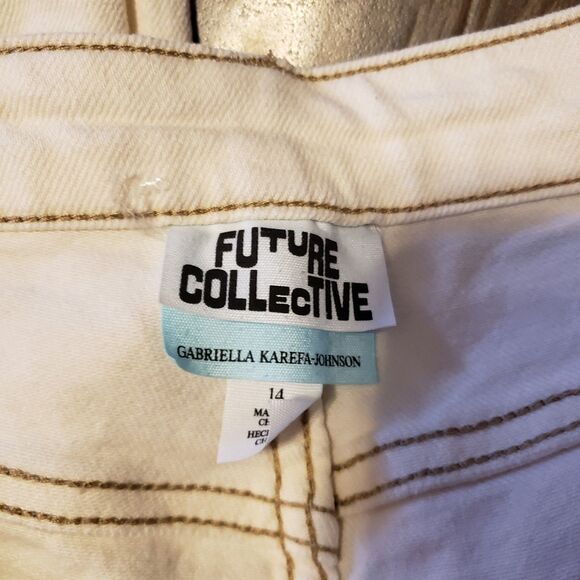 FUTURE
COLLECTIVE
GABRIELLA KAREFA-JOHNSON
14